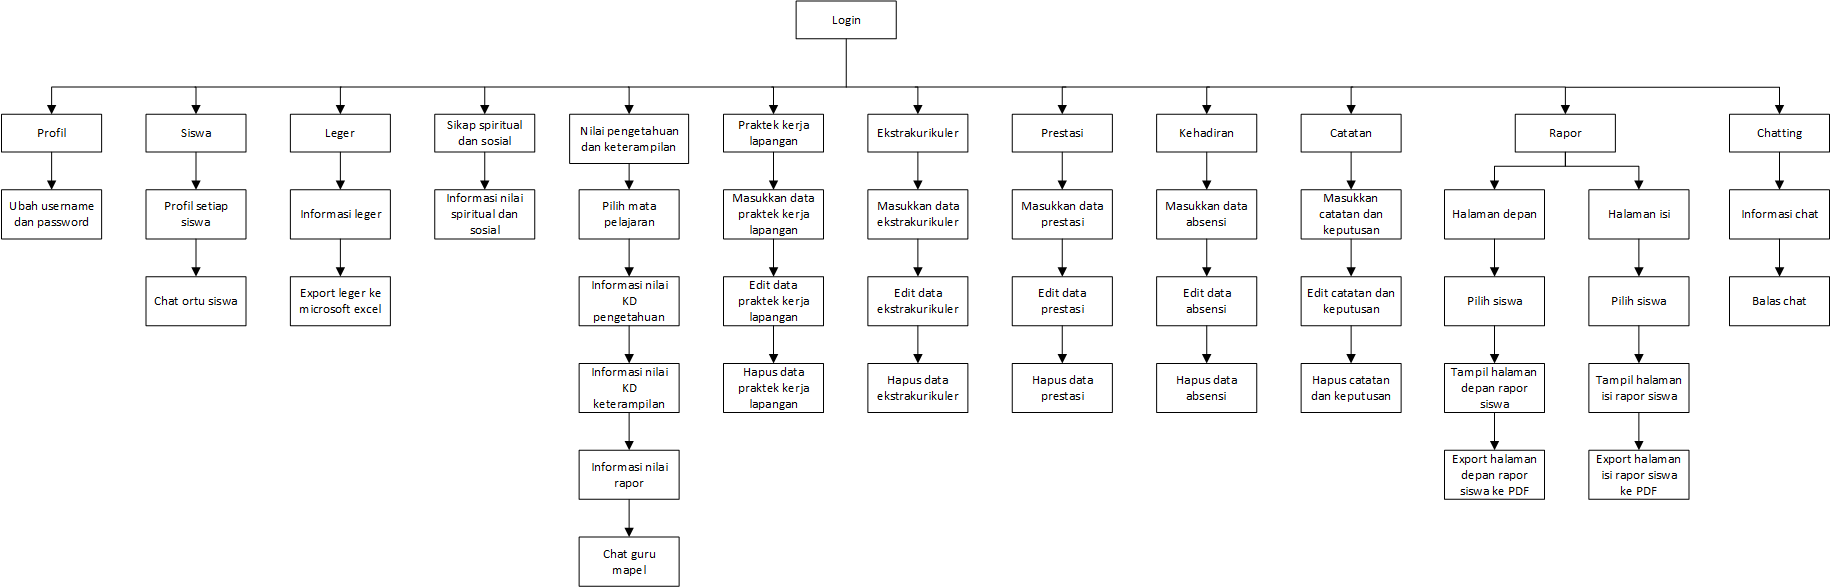 Login
Profil
Siswa
Leger
Sikap spiritual
dan sosial
Nilai pengetahuan
dan keterampilan
Praktek kerja
lapangan
Ekstrakurikuler
Prestasi
Kehadiran
Catatan
Rapor
Chatting
Ubah username
dan password
Profil setiap
siswa
Informasi leger
Informasi nilai
spiritual dan
sosial
Pilih mata
pelajaran
Masukkan data
praktek kerja
lapangan
Masukkan data
ekstrakurikuler
Masukkan data
prestasi
Masukkan data
absensi
Masukkan
catatan dan
keputusan
Halaman depan
Halaman isi
Informasi chat
Chat ortu siswa
Export leger ke
microsoft excel
Informasi nilai
KD
pengetahuan
Edit data
praktek kerja
lapangan
Edit data
ekstrakurikuler
Edit data
prestasi
Edit data
absensi
Edit catatan dan
keputusan
Pilih siswa
Pilih siswa
Balas chat
Informasi nilai
KD
keterampilan
Hapus data
praktek kerja
lapangan
Hapus data
ekstrakurikuler
Hapus data
prestasi
Hapus data
absensi
Hapus catatan
dan keputusan
Tampil halaman
depan rapor
siswa
Tampil halaman
isi rapor siswa
Informasi nilai
rapor
Export halaman
depan rapor
siswa ke PDF
Export halaman
isi rapor siswa
ke PDF
Chat guru
mapel